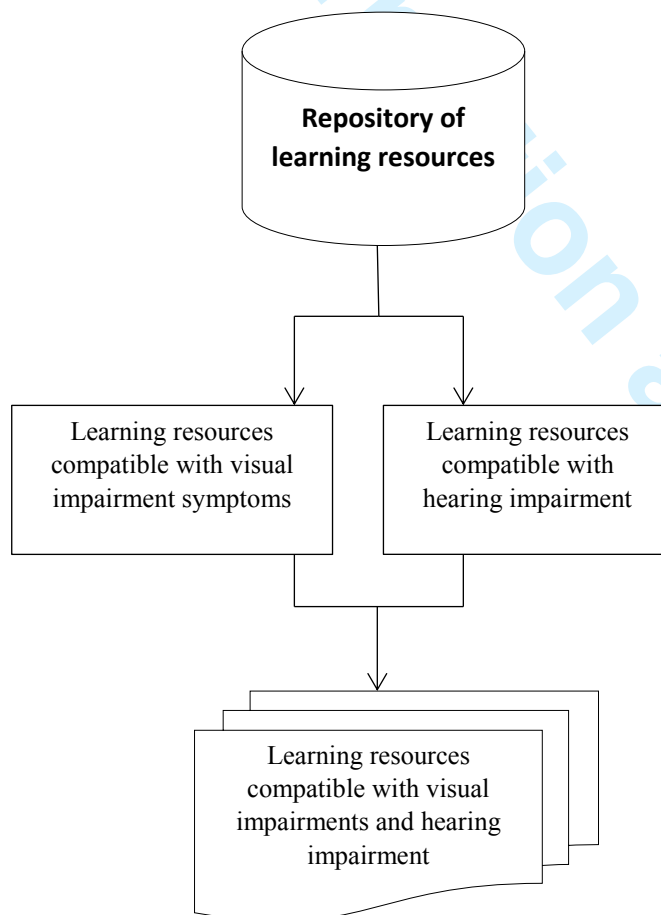 Repository of
learning resources
Learning resources
compatible with visual
impairment symptoms
Learning resources
compatible with
hearing impairment
Learning resources
compatible with visual
impairments and hearing
impairment